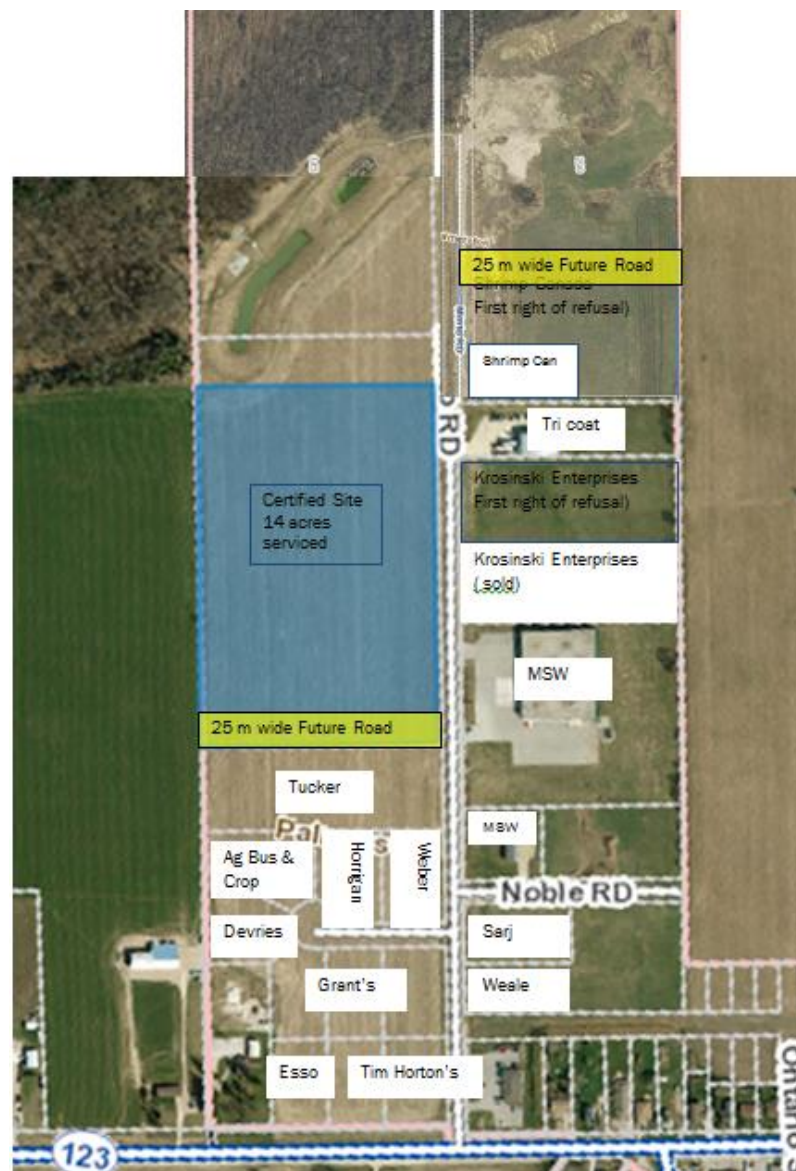 25 m wide Future Road
Shrimp Canada
First right of refusal)
Shrimp Can
RD
Tri coat
Certified Site
14 acres
serviced
Krosinski Enterprises
First right of refusal)
Krosinski Enterprises
( sold)
MSW
25 m wide Future Road
Tucker
MSW
Pal
s
Ag Bus &
Crop
Horrigan
Weber
Noble RD
Devries
Sarj
Grant's
Weale
Esso
Tim Horton's
Ontario S
123